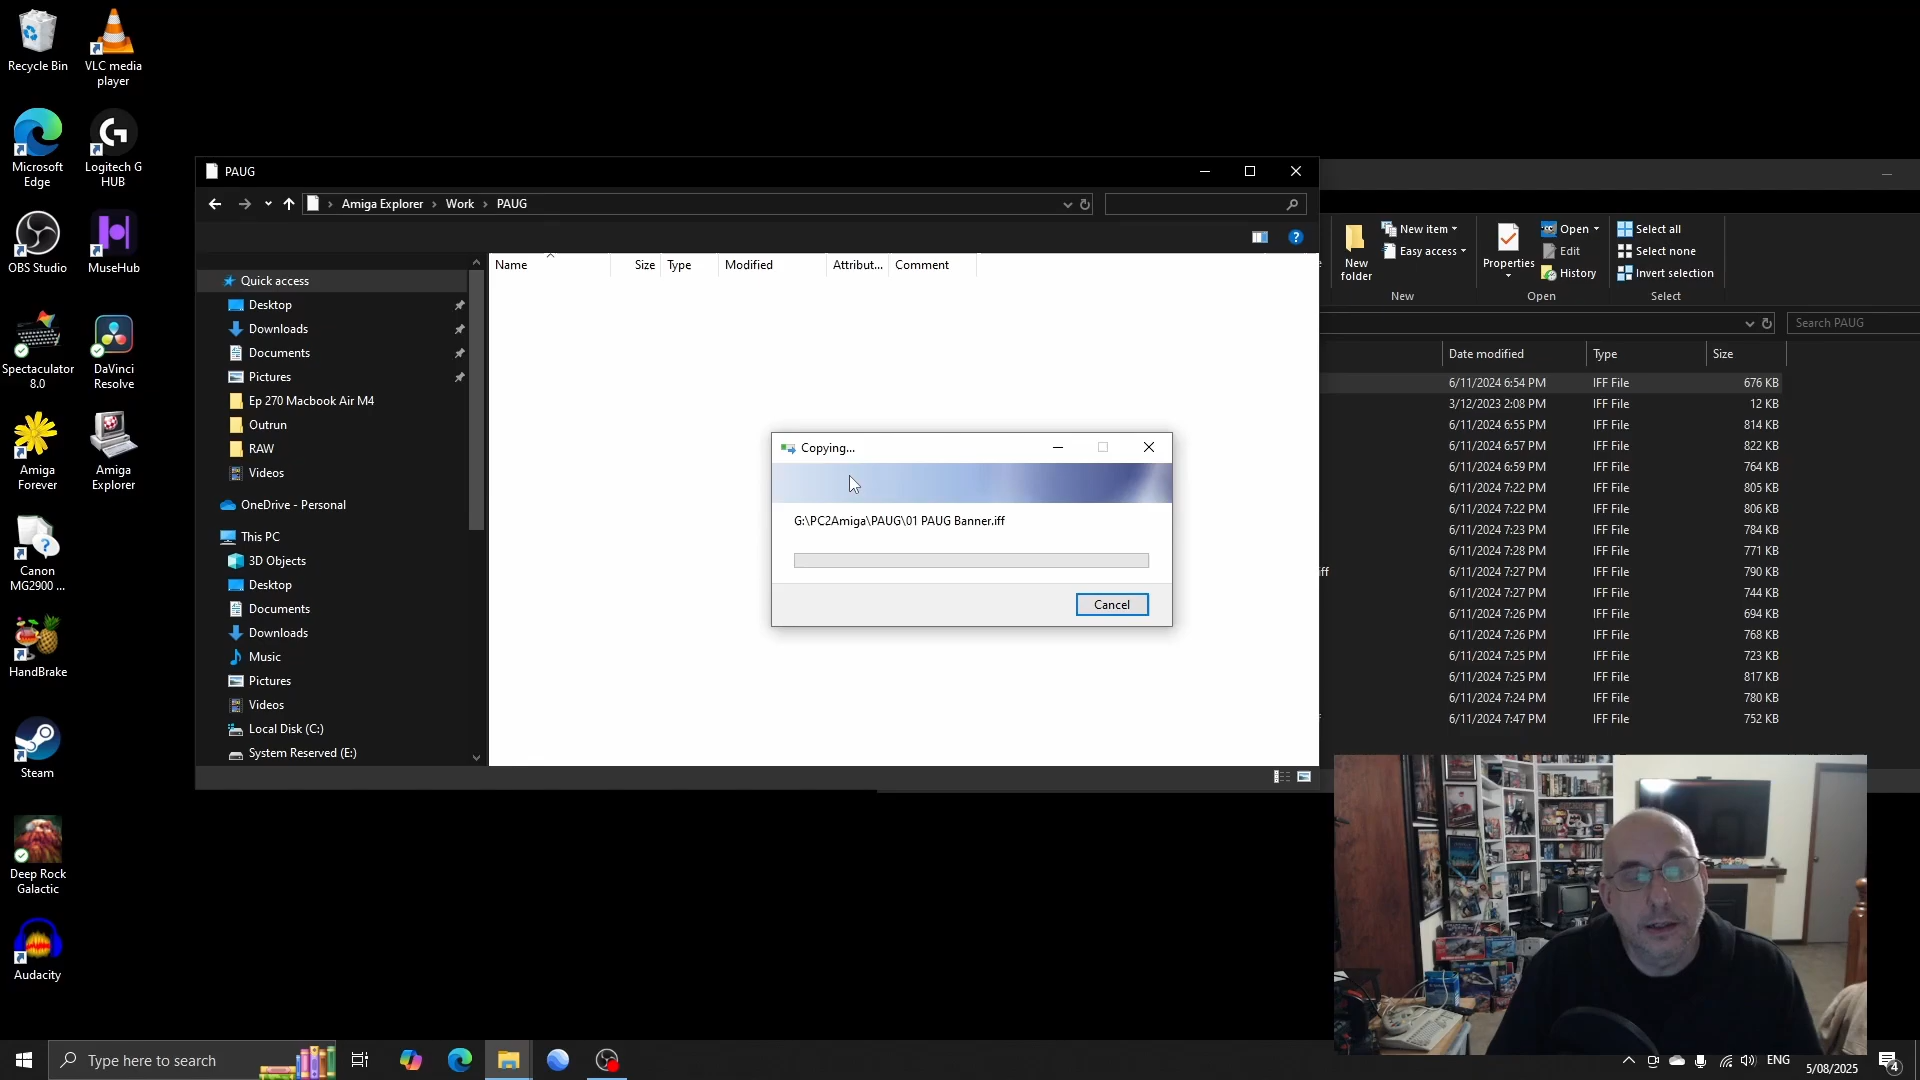 Recycle Bin
VLC media
player
Microsoft
Edge
Logitech G
HUB
OBS Studio
MuseHub
Spectaculator
8.0
DaVinci
Resolve
Amiga
Forever
Amiga
Explorer
Canon
MG2900 ...
HandBrake
Steam
Deep Rock
Galactic
Audacity
PAUG
Amiga Explorer
Work
PAUG
Quick access
Desktop
Downloads
Documents
Pictures
Ep 270 Macbook Air M4
Outrun
RAW
Videos
OneDrive - Personal
This PC
3D Objects
Desktop
Documents
Downloads
Music
Pictures
Videos
Local Disk (C:)
System Reserved (E:)
Name
Size
Type
Modified
Attribut...
Comment
Copying...
G:\PC2Amiga\PAUG\01 PAUG Banner.iff
Cancel
New
folder
New item
Easy access
New
Properties
Open
Edit
History
Open
Select all
Select none
Invert selection
Select
Search PAUG
Date modified Type Size
6/11/2024 6:54 PM IFF File 676 KB
3/12/2023 2:08 PM IFF File 12 KB
6/11/2024 6:55 PM IFF File 814 KB
6/11/2024 6:57 PM IFF File 822 KB
6/11/2024 6:59 PM IFF File 764 KB
6/11/2024 7:22 PM IFF File 805 KB
6/11/2024 7:22 PM IFF File 806 KB
6/11/2024 7:23 PM IFF File 784 KB
6/11/2024 7:28 PM IFF File 771 KB
iff 6/11/2024 7:27 PM IFF File 790 KB
6/11/2024 7:27 PM IFF File 744 KB
6/11/2024 7:26 PM IFF File 694 KB
6/11/2024 7:26 PM IFF File 768 KB
6/11/2024 7:25 PM IFF File 723 KB
6/11/2024 7:25 PM IFF File 817 KB
6/11/2024 7:24 PM IFF File 780 KB
6/11/2024 7:47 PM IFF File 752 KB
Type here to search
ENG
5/08/2025
4